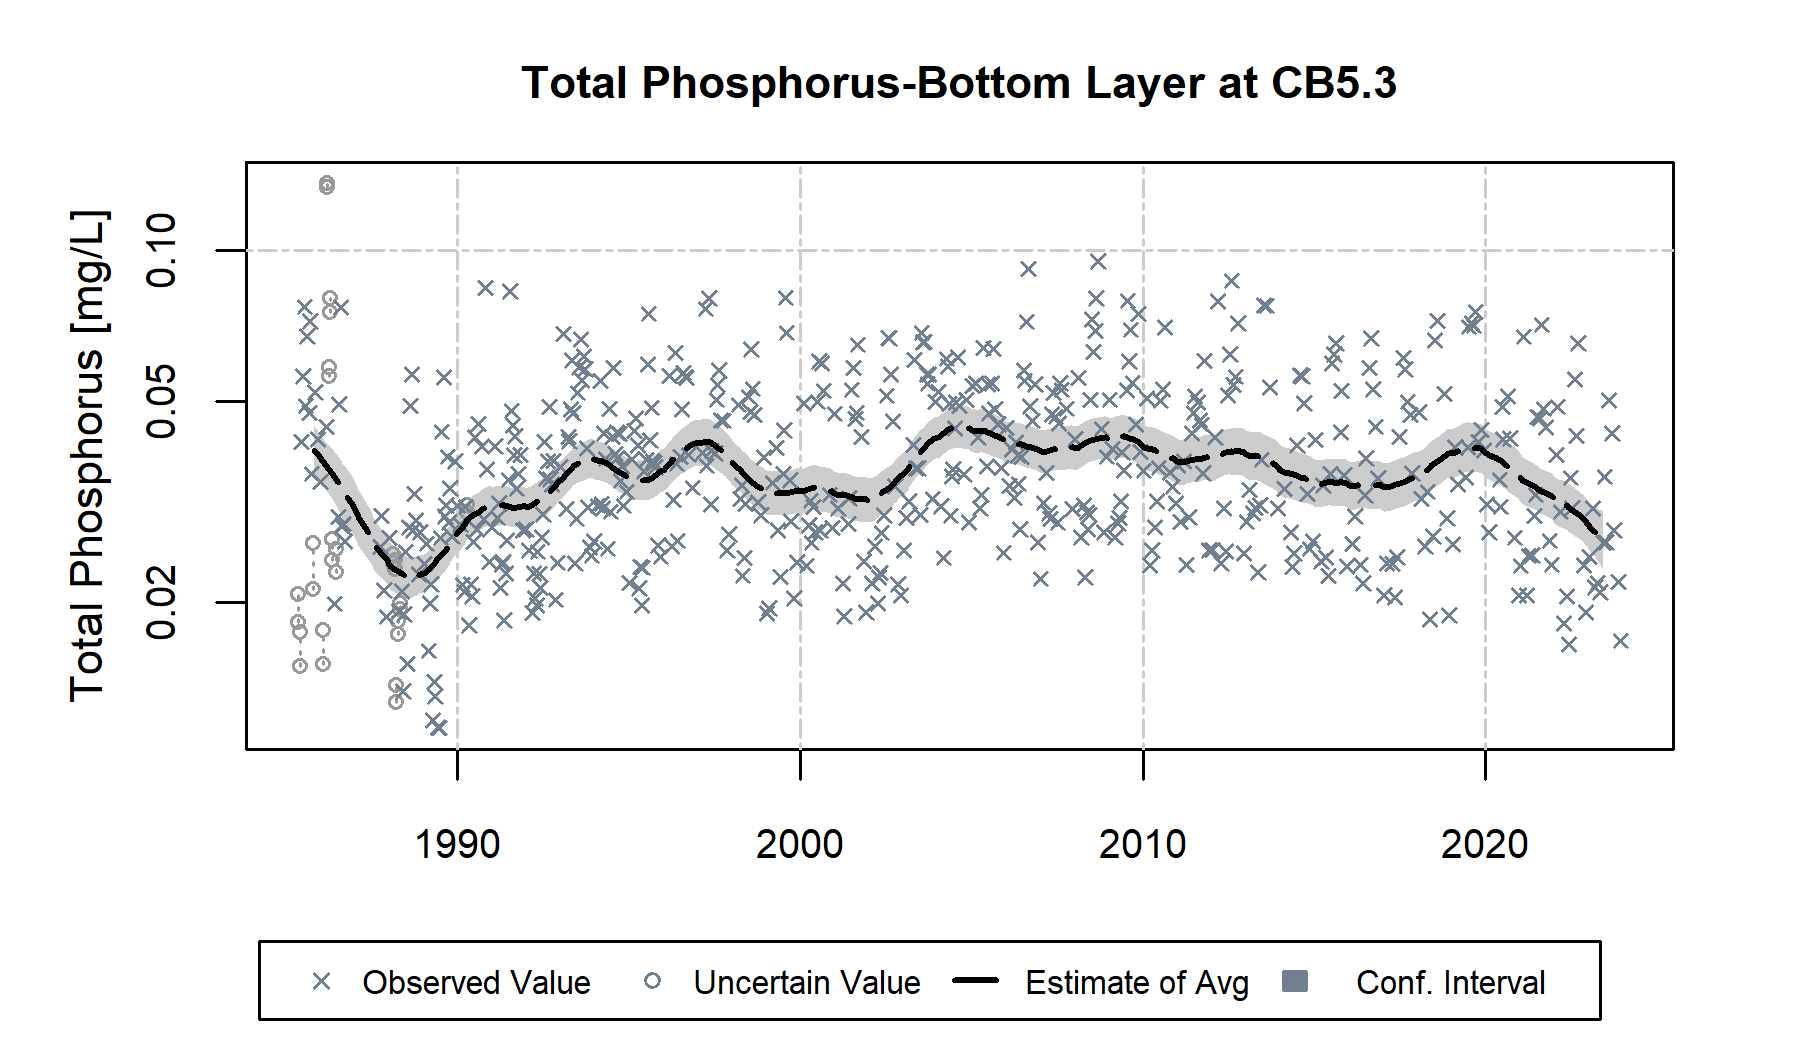 Total Phosphorus-Bottom Layer at CB5.3
Total Phosphorus [mg/L]
0.10
0.05
0.02
1990 2000 2010 2020
Observed Value Uncertain Value Estimate of Avg Conf. Interval